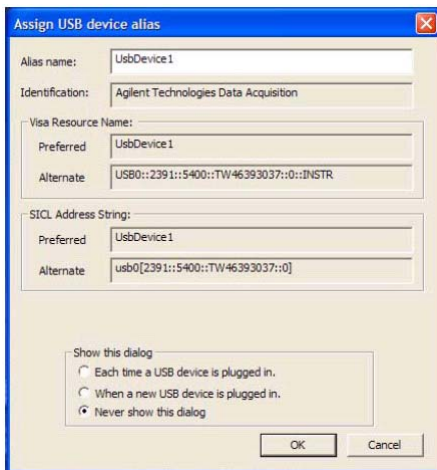 Assign USB device alias
Alias name: UsbDevice1
Identification: Agilent Technologies Data Acquisition
Visa Resource Name:
Preferred UsbDevice1
Alternate USB0::2391::5400::TW46393037::0::INSTR
SICL Address String:
Preferred UsbDevice1
Alternate usb0[2391::5400::TW46393037::0]
Show this dialog
Each time a USB device is plugged in.
When a new USB device is plugged in.
Never show this dialog
OK Cancel